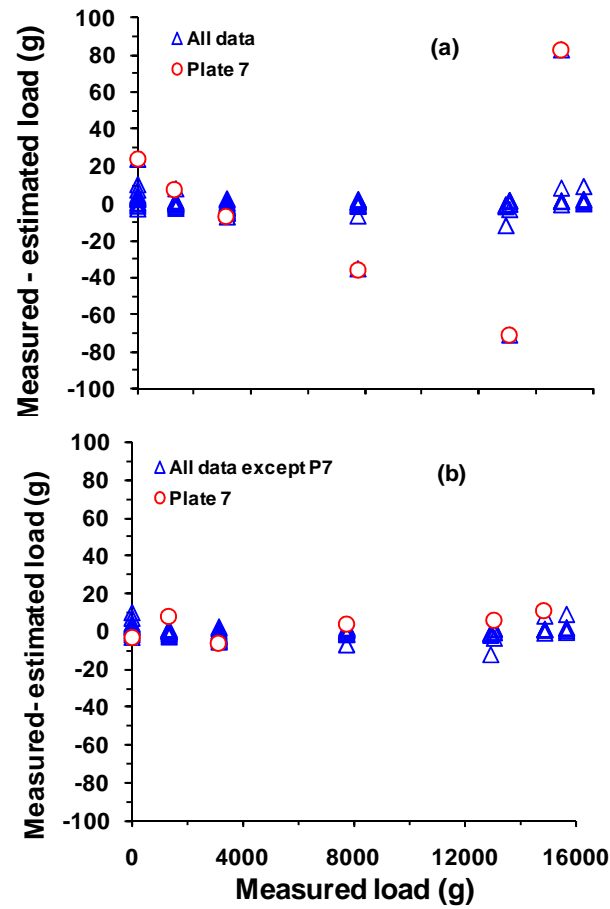 Measured - estimated load (g)
100
80
60
40
20
0
-20
-40
-60
-80
-100
All data
Plate 7
(a)
Measured- estimated load (g)
100
80
60
40
20
0
-20
-40
-60
-80
-100
All data except P7
Plate 7
(b)
0 4000 8000 12000 16000
Measured load (g)